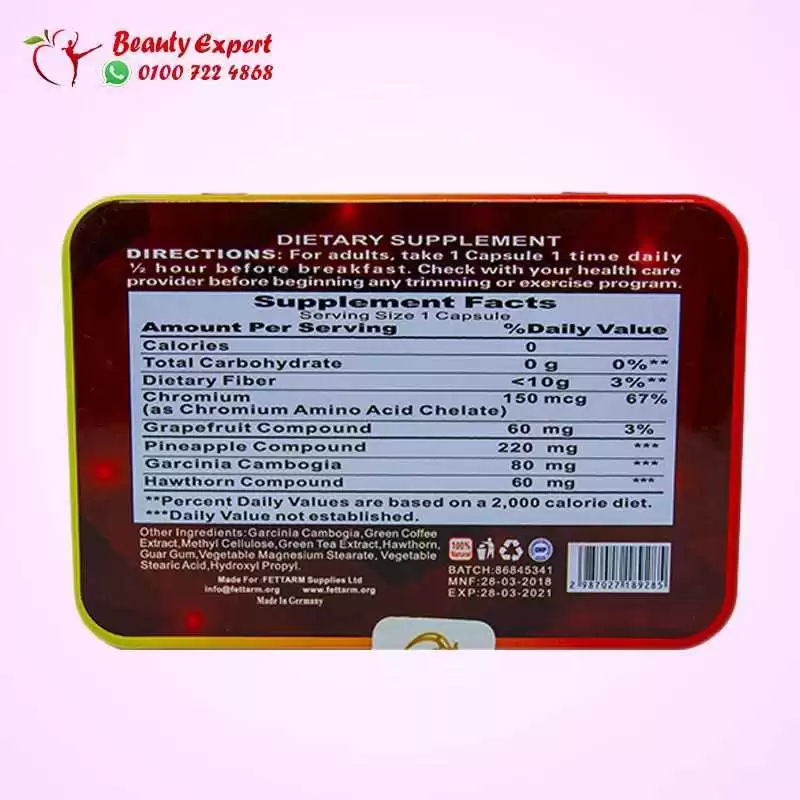 Beauty Expert
0100 722 4868
DIETARY SUPPLEMENT
DIRECTIONS: For adults, take 1 Capsule 1 time daily
½ hour before breakfast. Check with your health care
provider before beginning any trimming or exercise program.
Supplement Facts
Serving Size 1 Capsule
Amount Per Serving %Daily Value
Calories 0
Total Carbohydrate 0 g 0%**
Dietary Fiber <10g 3%**
Chromium 150 mcg 67%
(as Chromium Amino Acid Chelate)
Grapefruit Compound 60 mg 3%
Pineapple Compound 220 mg ***
Garcinia Cambogia 80 mg ***
Hawthorn Compound 60 mg ***
**Percent Daily Values are based on a 2,000 calorie diet.
***Daily Value not established.
Other Ingredients:Garcinia Cambogia,Green Coffee
Extract,Methyl Cellulose,Green Tea Extract,Hawthorn,
Guar Gum,Vegetable Magnesium Stearate, Vegetable
Stearic Acid,Hydroxyl Propyl.
Made For :FETTARM Supplies Ltd
info@fettarm.org www.fettarm.org
Made In Germany
100%
Natural
GMP
BATCH:86845341
MNF:28-03-2018
EXP:28-03-2021
2 987027 189285